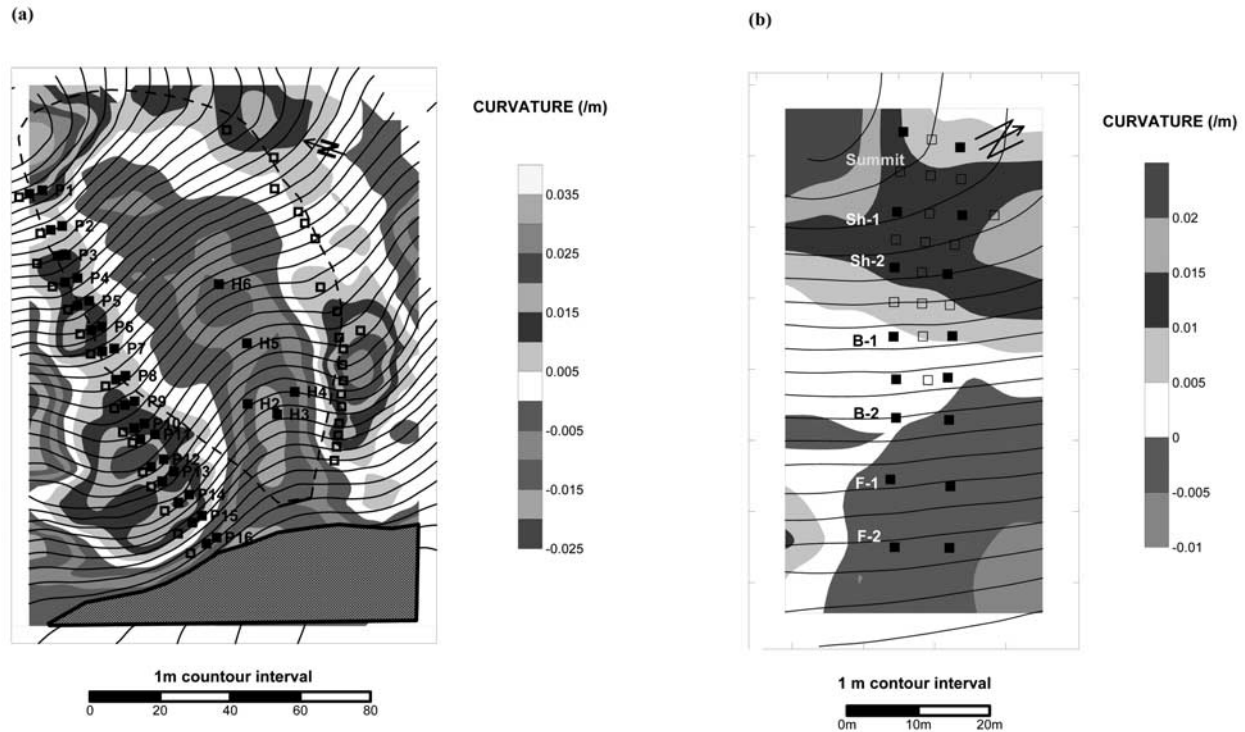 (a)
(b)
CURVATURE (/m)
0.035
0.025
0.015
0.005
-0.005
-0.015
-0.025
N
P1
P2
P3
P4
P5
P6
P7
P8
P9
P10
P11
P12
P13
P14
P15
P16
H6
H5
H4
H2
H3
1m countour interval
0 20 40 60 80
CURVATURE (/m)
0.02
0.015
0.01
0.005
0
-0.005
-0.01
N
Summit
Sh-1
Sh-2
B-1
B-2
F-1
F-2
1 m contour interval
0m 10m 20m